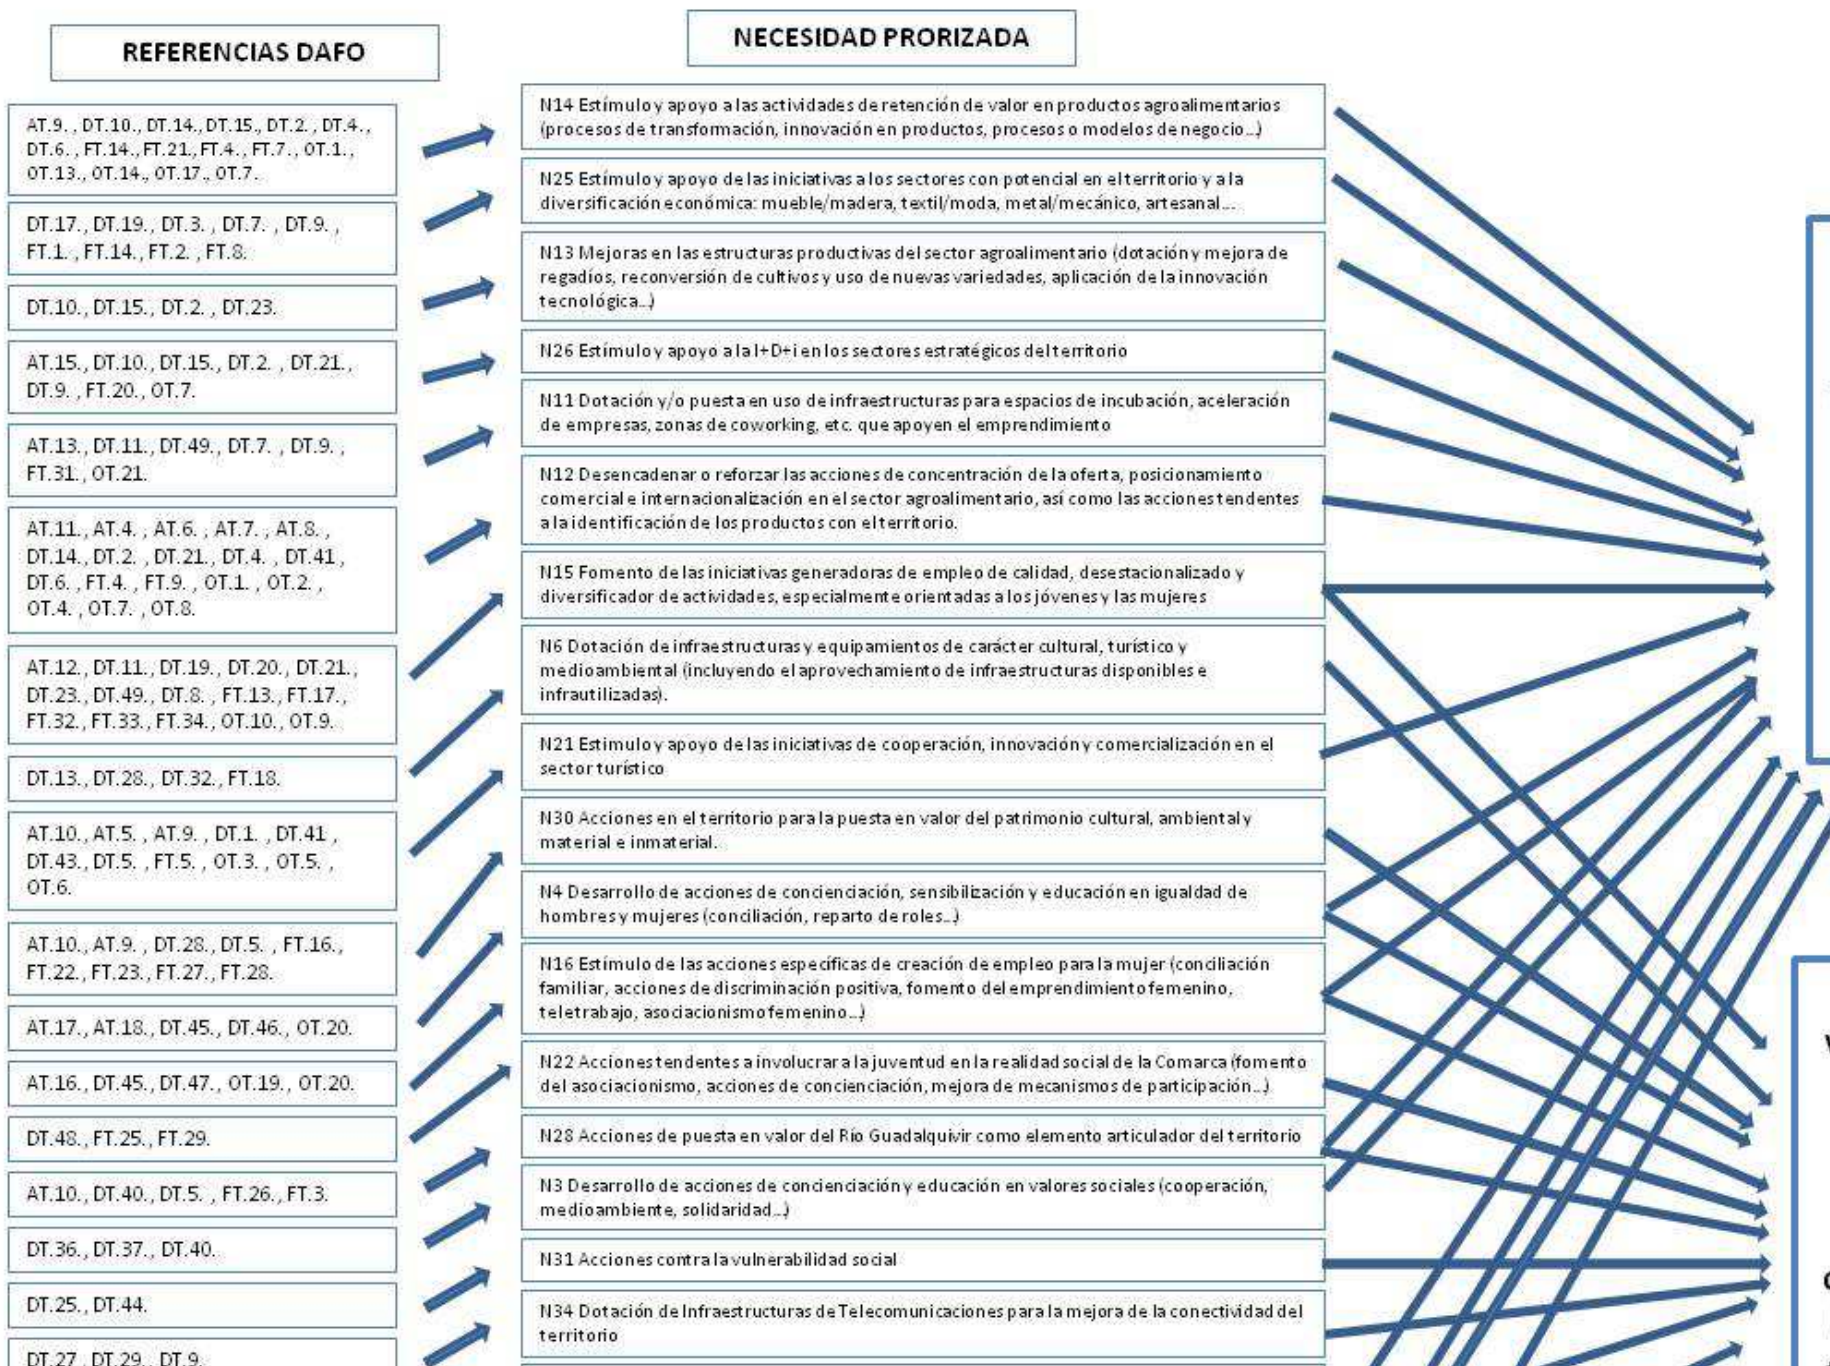 REFERENCIAS DAFO
NECESIDAD PRORIZADA
AT.9. , DT.10., DT.14., DT.15., DT.2. , DT.4. ,
DT.6. , FT.14., FT.21., FT.4. , FT.7. , OT.1. ,
OT.13., OT.14., OT.17., OT.7.
DT.17., DT.19., DT.3. , DT.7. , DT.9. ,
FT.1. , FT.14., FT.2. , FT.8.
DT.10., DT.15., DT.2. , DT.23.
AT.15., DT.10., DT.15., DT.2. , DT.21.,
DT.9. , FT.20., OT.7.
AT.13., DT.11., DT.49., DT.7. , DT.9. ,
FT.31., OT.21.
AT.11., AT.4. , AT.6. , AT.7. , AT.8. ,
DT.14., DT.2. , DT.21., DT.4. , DT.41 ,
DT.6. , FT.4. , FT.9. , OT.1. , OT.2. ,
OT.4. , OT.7. , OT.8.
AT.12., DT.11., DT.19., DT.20., DT.21.,
DT.23., DT.49., DT.8. , FT.13., FT.17.,
FT.32., FT.33., FT.34., OT.10., OT.9.
DT.13., DT.28., DT.32., FT.18.
AT.10., AT.5. , AT.9. , DT.1. , DT.41 ,
DT.43., DT.5. , FT.5. , OT.3. , OT.5. ,
OT.6.
AT.10., AT.9. , DT.28., DT.5. , FT.16.,
FT.22., FT.23., FT.27., FT.28.
AT.17., AT.18., DT.45., DT.46., OT.20.
AT.16., DT.45., DT.47., OT.19., OT.20.
DT.48., FT.25., FT.29.
AT.10., DT.40., DT.5. , FT.26., FT.3.
DT.36., DT.37., DT.40.
DT.25., DT.44.
DT.27., DT.29., DT.9.
N14 Estímulo y apoyo a las actividades de retención de valor en productos agroalimentarios
(procesos de transformación, innovación en productos, procesos o modelos de negocio...)
N25 Estímulo y apoyo de las iniciativas a los sectores con potencial en el territorio y a la
diversificación económica: mueble/madera, textil/moda, metal/mecánico, artesanal...
N13 Mejoras en las estructuras productivas del sector agroalimentario (dotación y mejora de
regadíos, reconversión de cultivos y uso de nuevas variedades, aplicación de la innovación
tecnológica...)
N26 Estímulo y apoyo a la I+D+i en los sectores estratégicos del territorio
N11 Dotación y/o puesta en uso de infraestructuras para espacios de incubación, aceleración
de empresas, zonas de coworking, etc. que apoyen el emprendimiento
N12 Desencadenar o reforzar las acciones de concentración de la oferta, posicionamiento
comercial e internacionalización en el sector agroalimentario, así como las acciones tendentes
a la identificación de los productos con el territorio.
N15 Fomento de las iniciativas generadoras de empleo de calidad, desestacionalizado y
diversificador de actividades, especialmente orientadas a los jóvenes y las mujeres
N6 Dotación de infraestructuras y equipamientos de carácter cultural, turístico y
medioambiental (incluyendo el aprovechamiento de infraestructuras disponibles e
infrautilizadas).
N21 Estimulo y apoyo de las iniciativas de cooperación, innovación y comercialización en el
sector turístico
N30 Acciones en el territorio para la puesta en valor del patrimonio cultural, ambiental y
material e inmaterial.
N4 Desarrollo de acciones de concienciación, sensibilización y educación en igualdad de
hombres y mujeres (conciliación, reparto de roles...)
N16 Estímulo de las acciones específicas de creación de empleo para la mujer (conciliación
familiar, acciones de discriminación positiva, fomento del emprendimiento femenino,
teletrabajo, asociacionismo femenino...)
N22 Acciones tendentes a involucrar a la juventud en la realidad social de la Comarca (fomento
del asociacionismo, acciones de concienciación, mejora de mecanismos de participación...)
N28 Acciones de puesta en valor del Río Guadalquivir como elemento articulador del territorio
N3 Desarrollo de acciones de concienciación y educación en valores sociales (cooperación,
medioambiente, solidaridad...)
N31 Acciones contra la vulnerabilidad social
N34 Dotación de Infraestructuras de Telecomunicaciones para la mejora de la conectividad del
territorio